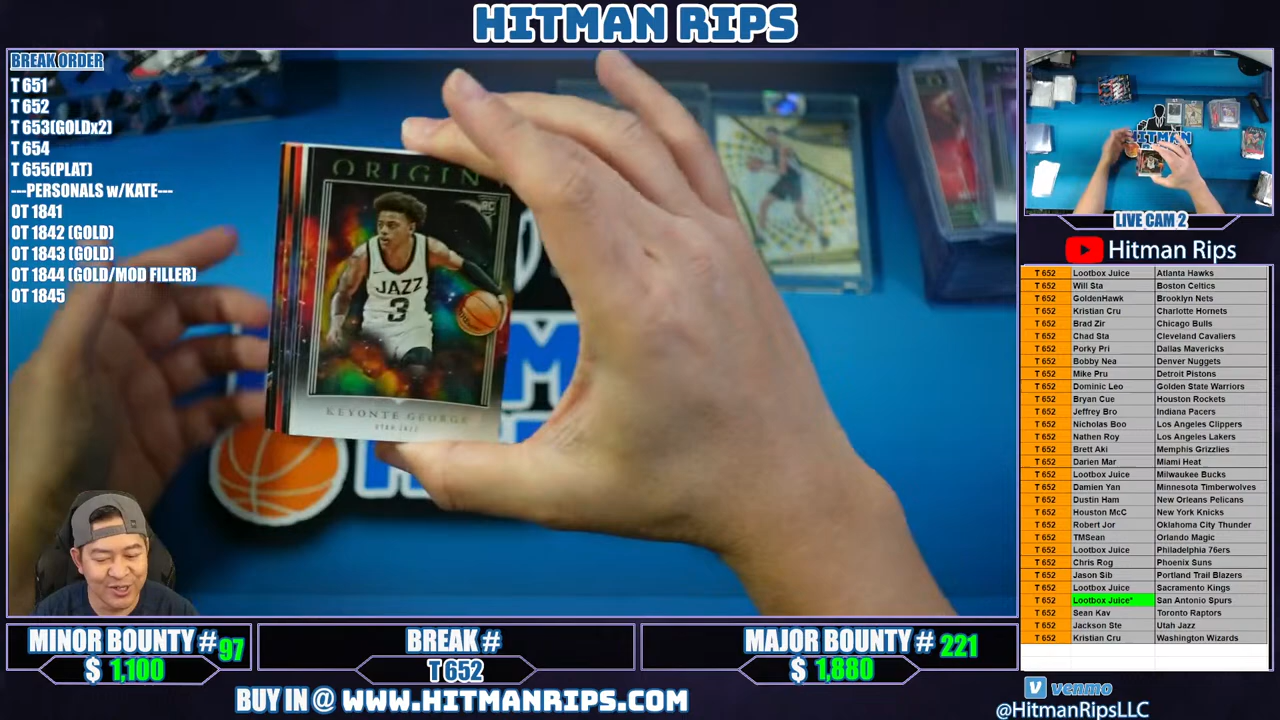 HITMAN RIPS
BREAK ORDER
T 651
T 652
T 653(GOLDx2)
T 654
T 655(PLAT)
---PERSONALS w/KATE---
OT 1841
OT 1842 (GOLD)
OT 1843 (GOLD)
OT 1844 (GOLD/MOD FILLER)
OT 1845
ORIGIN
RC
JAZZ
3
KEYONTE GEORGE
UTAH JAZZ
HITMAN
LIVE CAM 2
Hitman Rips
T 652 Lootbox Juice Atlanta Hawks
T 652 Will Sta Boston Celtics
T 652 GoldenHawk Brooklyn Nets
T 652 Kristian Cru Charlotte Hornets
T 652 Brad Zir Chicago Bulls
T 652 Chad Sta Cleveland Cavaliers
T 652 Porky Pri Dallas Mavericks
T 652 Bobby Nea Denver Nuggets
T 652 Mike Pru Detroit Pistons
T 652 Dominic Leo Golden State Warriors
T 652 Bryan Cue Houston Rockets
T 652 Jeffrey Bro Indiana Pacers
T 652 Nicholas Boo Los Angeles Clippers
T 652 Nathen Roy Los Angeles Lakers
T 652 Brett Aki Memphis Grizzlies
T 652 Darien Mar Miami Heat
T 652 Lootbox Juice Milwaukee Bucks
T 652 Damien Yan Minnesota Timberwolves
T 652 Dustin Ham New Orleans Pelicans
T 652 Houston McC New York Knicks
T 652 Robert Jor Oklahoma City Thunder
T 652 TMSean Orlando Magic
T 652 Lootbox Juice Philadelphia 76ers
T 652 Chris Rog Phoenix Suns
T 652 Jason Sib Portland Trail Blazers
T 652 Lootbox Juice Sacramento Kings
T 652 Lootbox Juice* San Antonio Spurs
T 652 Sean Kav Toronto Raptors
T 652 Jackson Ste Utah Jazz
T 652 Kristian Cru Washington Wizards
MINOR BOUNTY # 97
$ 1,100
BREAK #
T 652
MAJOR BOUNTY # 221
$ 1,880
BUY IN @ WWW.HITMANRIPS.COM
venmo
@HitmanRipsLLC